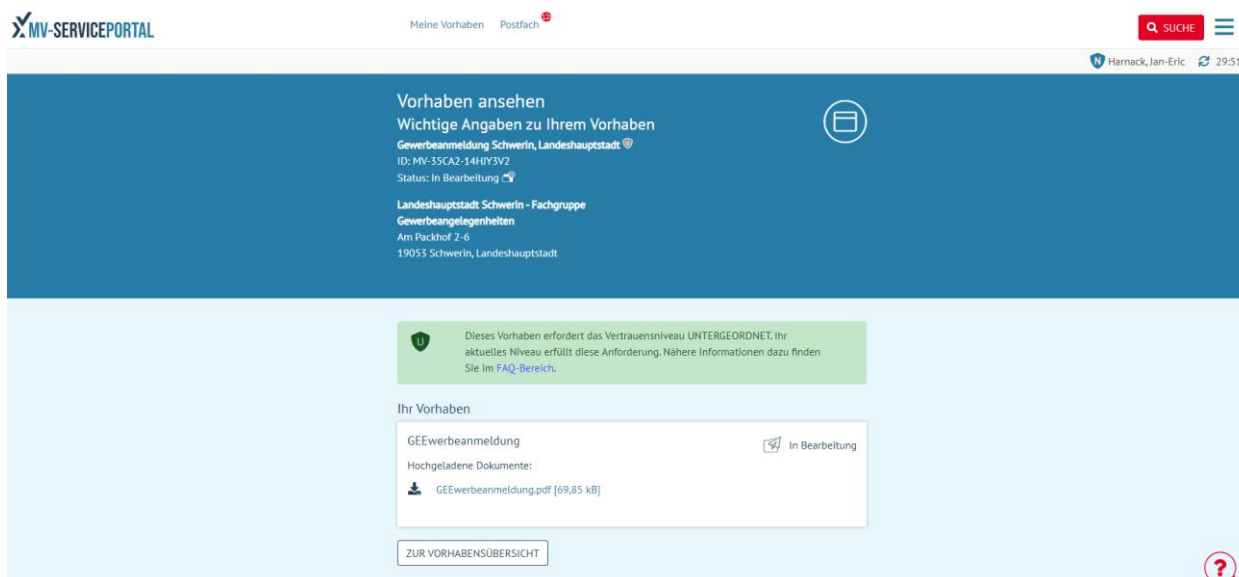 MV-SERVICEPORTAL
Meine Vorhaben Postfach 12
SUCHE
N Harnack, Jan-Eric 29:51
Vorhaben ansehen
Wichtige Angaben zu Ihrem Vorhaben
Gewerbeanmeldung Schwerin, Landeshauptstadt
ID: MV-35CA2-14HJY3V2
Status: In Bearbeitung
Landeshauptstadt Schwerin - Fachgruppe
Gewerbeangelegenheiten
Am Packhof 2-6
19053 Schwerin, Landeshauptstadt
U
Dieses Vorhaben erfordert das Vertrauensniveau UNTERGEORDNET. Ihr
aktuelles Niveau erfüllt diese Anforderung. Nähere Informationen dazu finden
Sie im FAQ-Bereich.
Ihr Vorhaben
GEEwerbeanmeldung
In Bearbeitung
Hochgeladene Dokumente:
GEEwerbeanmeldung.pdf [69,85 kB]
ZUR VORHABENSÜBERSICHT
?